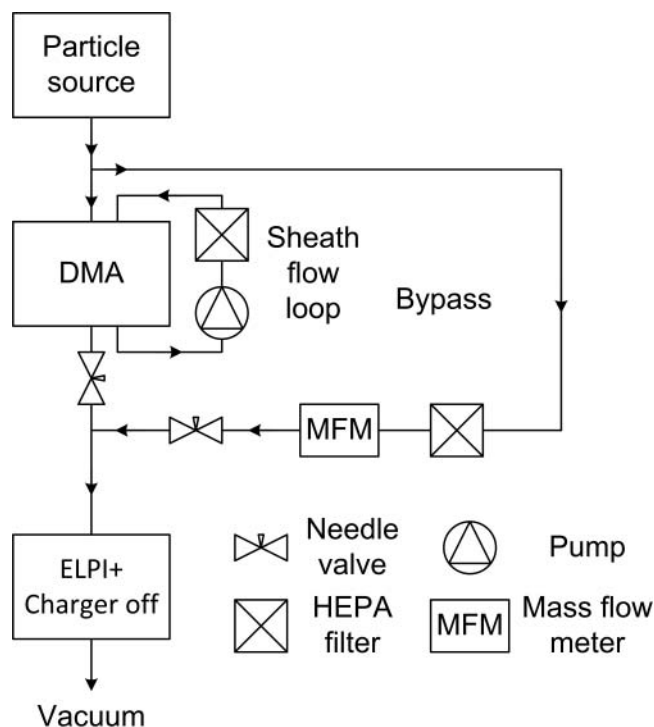 Particle
source
DMA
Sheath
flow
loop
Bypass
MFM
ELPI+
Charger off
Vacuum
Needle
valve
Pump
HEPA
filter
MFM
Mass flow
meter